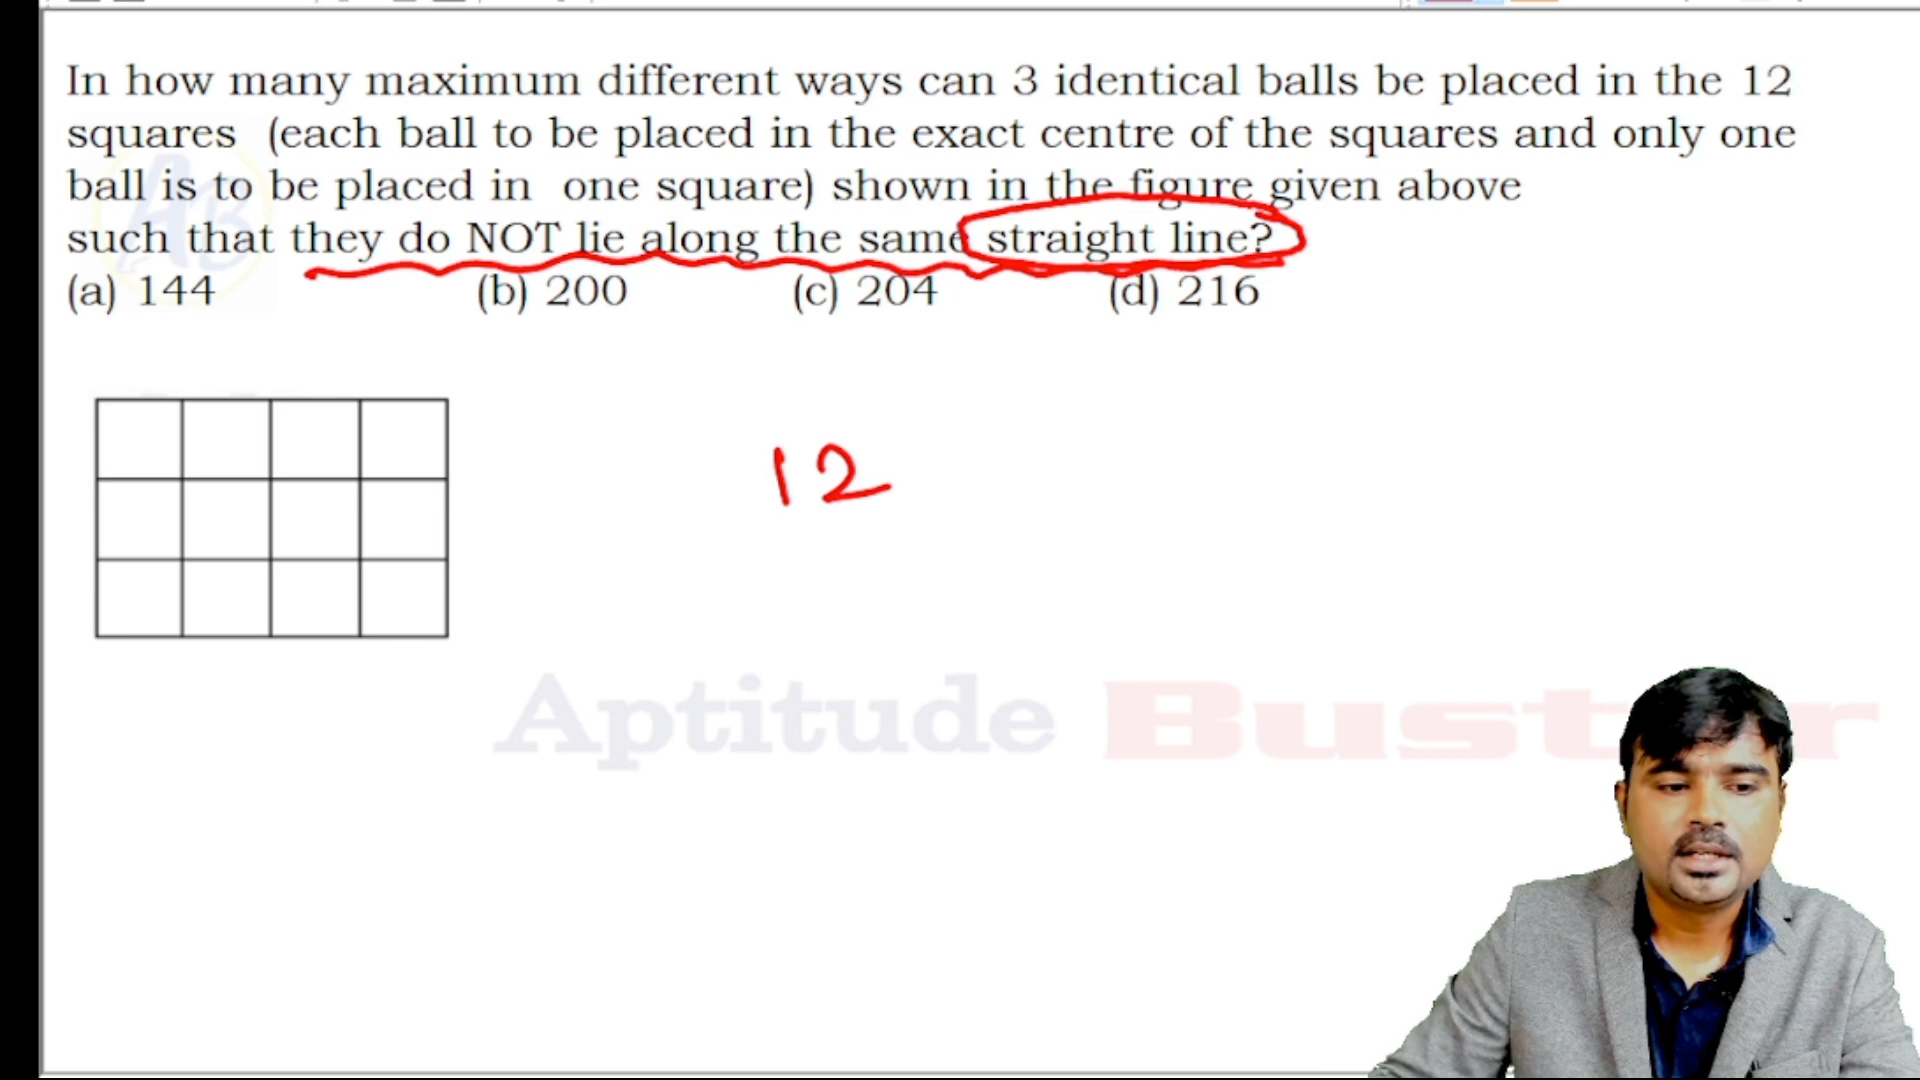 In how many maximum different ways can 3 identical balls be placed in the 12
squares (each ball to be placed in the exact centre of the squares and only one
ball is to be placed in one square) shown in the figure given above
such that they do NOT lie along the same straight line?
(a) 144 (b) 200 (c) 204 (d) 216
12
Aptitude Buster